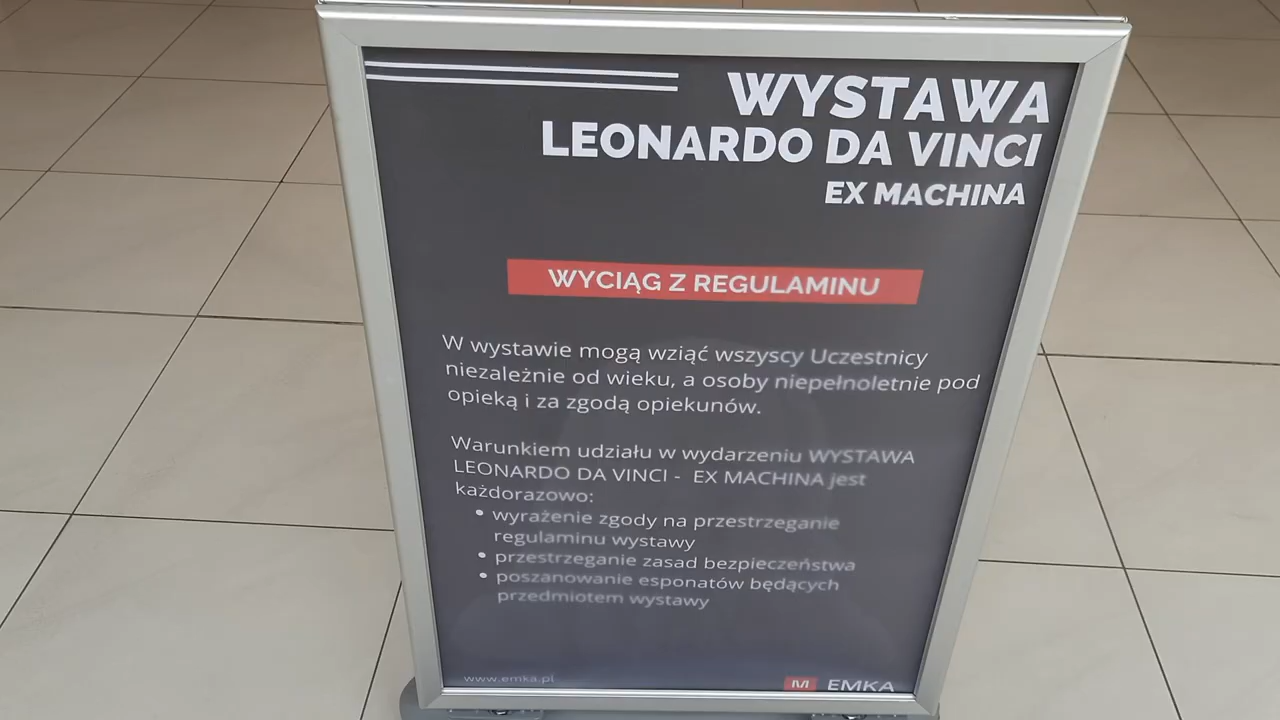 WYSTAWA
LEONARDO DA VINCI
EX MACHINA
WYCIĄG Z REGULAMINU
W wystawie mogą wziąć wszyscy Uczestnicy
niezależnie od wieku, a osoby niepełnoletnie pod
opieką i za zgodą opiekunów.
Warunkiem udziału w wydarzeniu WYSTAWA
LEONARDO DA VINCI - EX MACHINA jest
każdorazowo:
• wyrażenie zgody na przestrzeganie
regulaminu wystawy
• przestrzeganie zasad bezpieczeństwa
• poszanowanie esponatów będących
przedmiotem wystawy
www.emka.pl
M EMKA